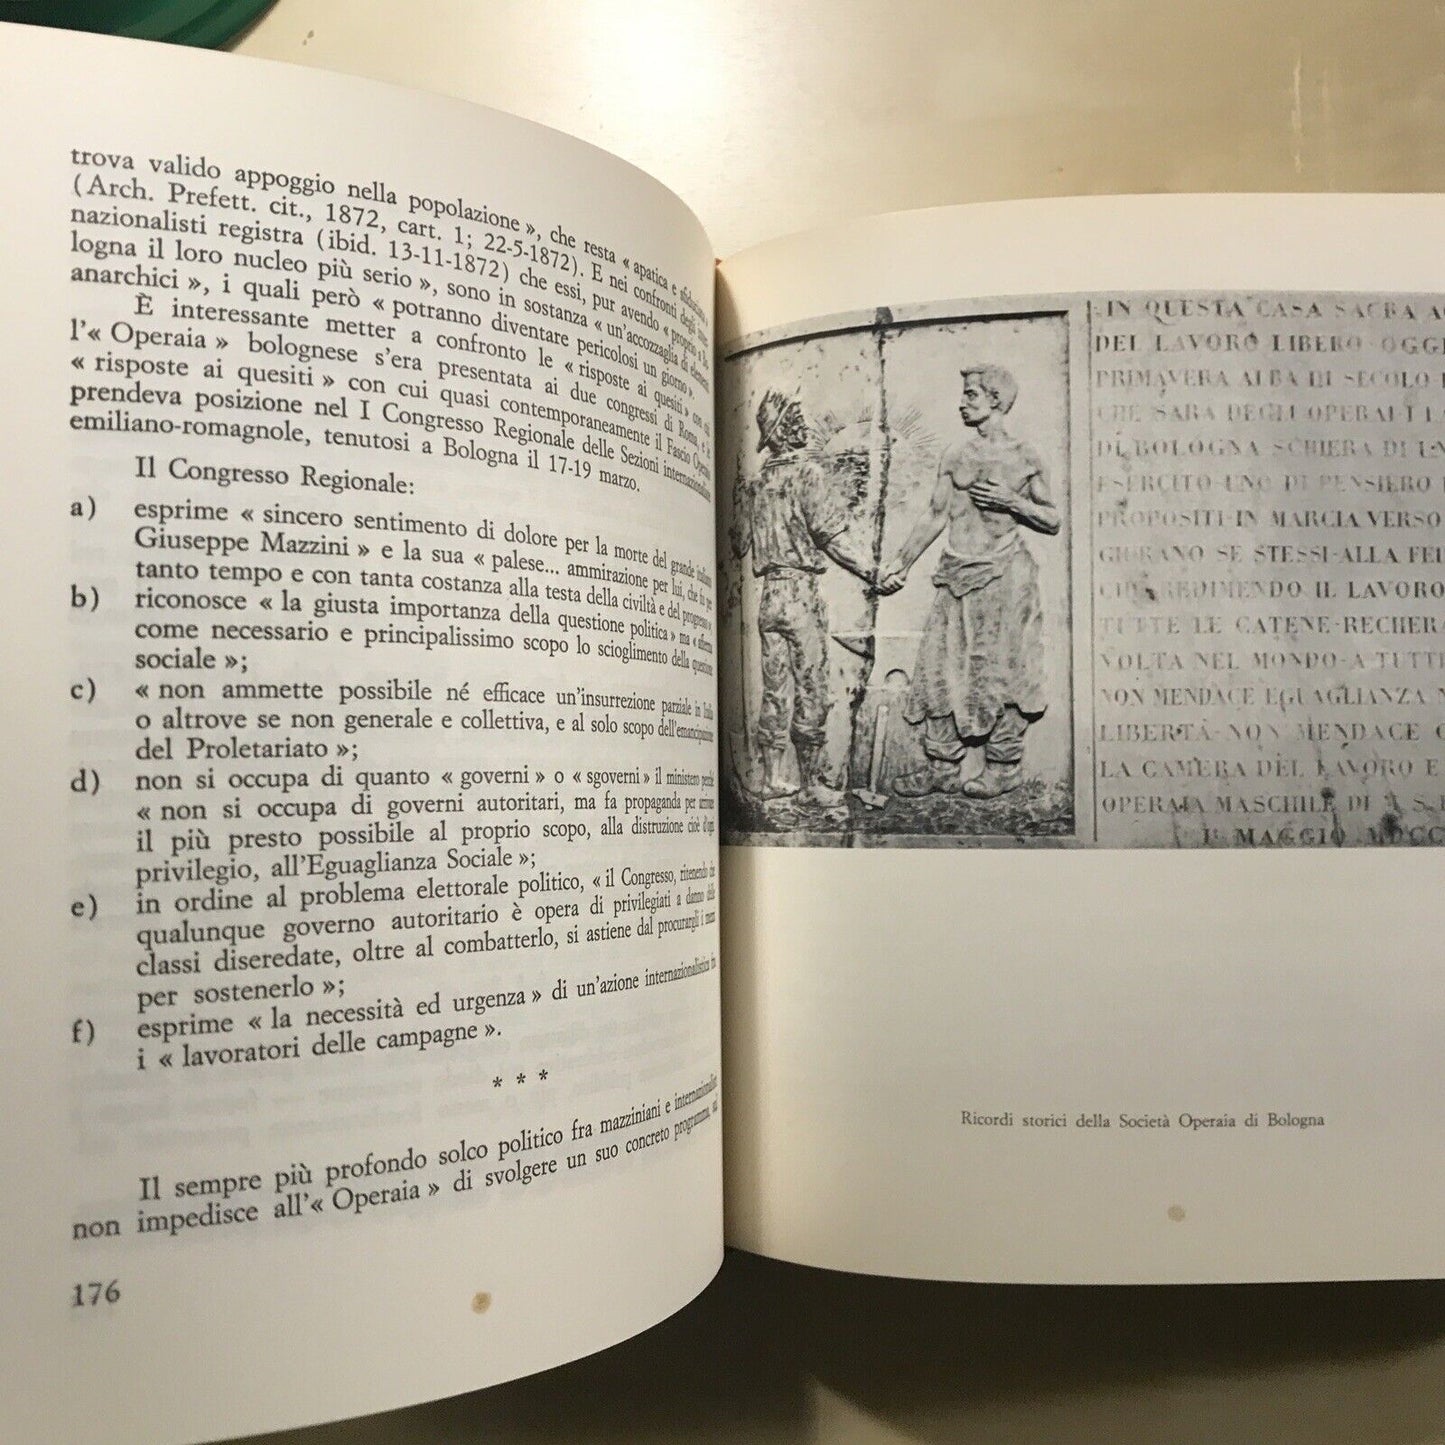 trova valido appoggio nella popolazione », che resta « apatica e sfiduciata »
(Arch. Prefett. cit., 1872, cart. 1; 22-5-1872). E nei confronti degli
nazionalisti registra (ibid. 13-11-1872) che essi, pur avendo « proprio a Bo-
logna il loro nucleo più serio », sono in sostanza « un'accozzaglia di elementi
anarchici », i quali però « potranno diventare pericolosi un giorno ».
È interessante metter a confronto le « risposte ai quesiti » con cui
l'« Operaia » bolognese s'era presentata ai due congressi di Roma, e le
« risposte ai quesiti » con cui quasi contemporaneamente il Fascio Operaio
prendeva posizione nel I Congresso Regionale delle Sezioni internazionaliste
emiliano-romagnole, tenutosi a Bologna il 17-19 marzo.
Il Congresso Regionale:
a) esprime « sincero sentimento di dolore per la morte del grande italiano
Giuseppe Mazzini » e la sua « palese... ammirazione per lui, che fu per
tanto tempo e con tanta costanza alla testa della civiltà e del progresso »
b) riconosce « la giusta importanza della questione politica » ma « afferma
come necessario e principalissimo scopo lo scioglimento della questione
sociale »;
c) « non ammette possibile né efficace un'insurrezione parziale in Italia
o altrove se non generale e collettiva, e al solo scopo dell'emancipazione
del Proletariato »;
d) non si occupa di quanto « governi » o « sgoverni » il ministero perché
« non si occupa di governi autoritari, ma fa propaganda per arrivare
il più presto possibile al proprio scopo, alla distruzione cioè d'ogni
privilegio, all'Eguaglianza Sociale »;
e) in ordine al problema elettorale politico, « il Congresso, ritenendo che
qualunque governo autoritario è opera di privilegiati a danno delle
classi diseredate, oltre al combatterlo, si astiene dal procurargli i mezzi
per sostenerlo »;
f) esprime « la necessità ed urgenza » di un'azione internazionalistica tra
i « lavoratori delle campagne ».
* * *
Il sempre più profondo solco politico fra mazziniani e internazionalisti
non impedisce all'« Operaia » di svolgere un suo concreto programma, sul
176
IN QUESTA CASA SACRA A
DEL LAVORO LIBERO OGGI
PRIMAVERA ALBA DI SECOLO
CHE SARA DEGLI OPERAI I LA
DI BOLOGNA SCHIERA DI UN
ESERCITO UNO DI PENSIERO
PROPOSITI-IN MARCIA VERSO
GIURANO SE STESSI-ALLA FEL
CHE REDIMENDO IL LAVORO
TUTTE LE CATENE-RECHERA
VOLTA NEL MONDO-A TUTTI
NON MENDACE EGUAGLIANZA
LIBERTÀ-NON MENDACE
LA CAMERA DEL LAVORO E
OPERAIA MASCHILE DI M S
I° MAGGIO MDCC
Ricordi storici della Società Operaia di Bologna